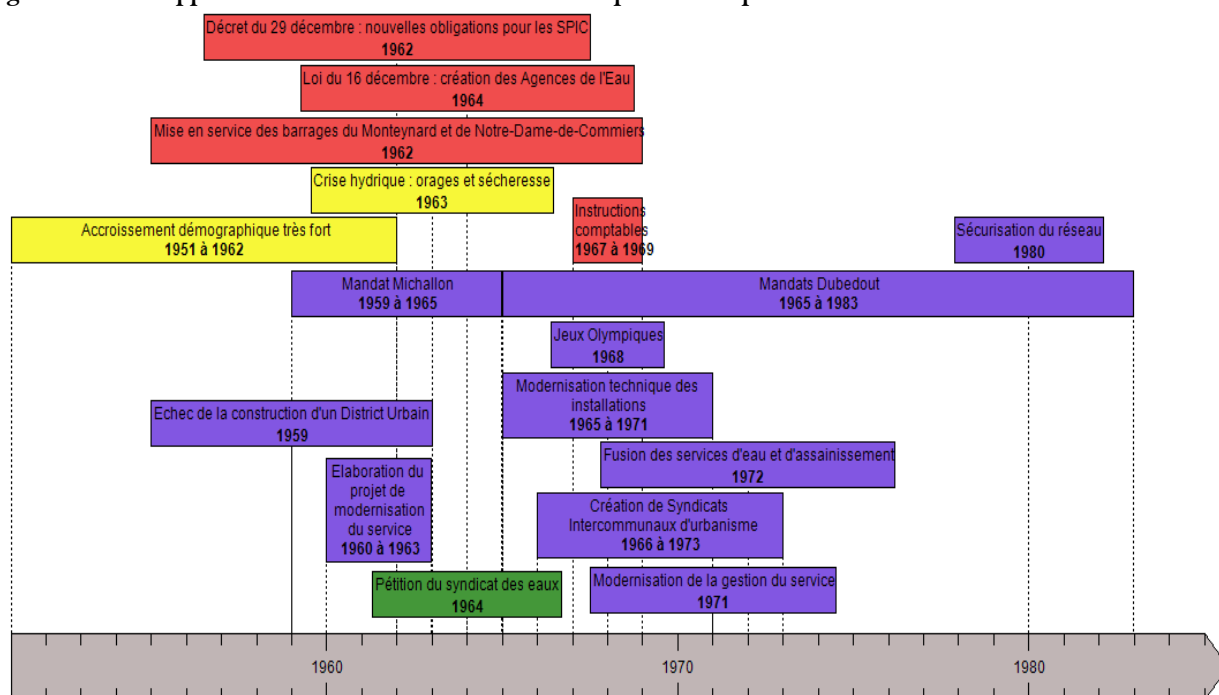 Décret du 29 décembre : nouvelles obligations pour les SPIC
1962
Loi du 16 décembre : création des Agences de l'Eau
1964
Mise en service des barrages du Monteynard et de Notre-Dame-de-Commiers
1962
Crise hydrique : orages et sécheresse
1963
Instructions
comptables
1967 à 1969
Accroissement démographique très fort
1951 à 1962
Sécurisation du réseau
1980
Mandat Michallon
1959 à 1965
Mandats Dubedout
1965 à 1983
Jeux Olympiques
1968
Modernisation technique des
installations
1965 à 1971
Echec de la construction d'un District Urbain
1959
Fusion des services d'eau et d'assainissement
1972
Elaboration du
projet de
modernisation
du service
1960 à 1963
Création de Syndicats
Intercommunaux d'urbanisme
1966 à 1973
Pétition du syndicat des eaux
1964
Modernisation de la gestion du service
1971
1960
1970
1980